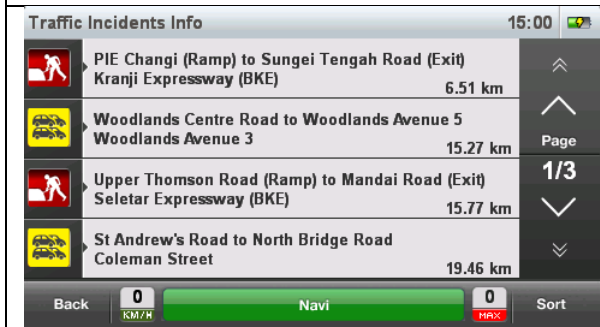 Traffic Incidents Info 15:00
PIE Changi (Ramp) to Sungei Tengah Road (Exit)
Kranji Expressway (BKE)
6.51 km
Woodlands Centre Road to Woodlands Avenue 5
Woodlands Avenue 3
15.27 km
Page
1/3
Upper Thomson Road (Ramp) to Mandai Road (Exit)
Seletar Expressway (BKE)
15.77 km
St Andrew's Road to North Bridge Road
Coleman Street
19.46 km
Back 0 KM/H Navi 0 MAX Sort